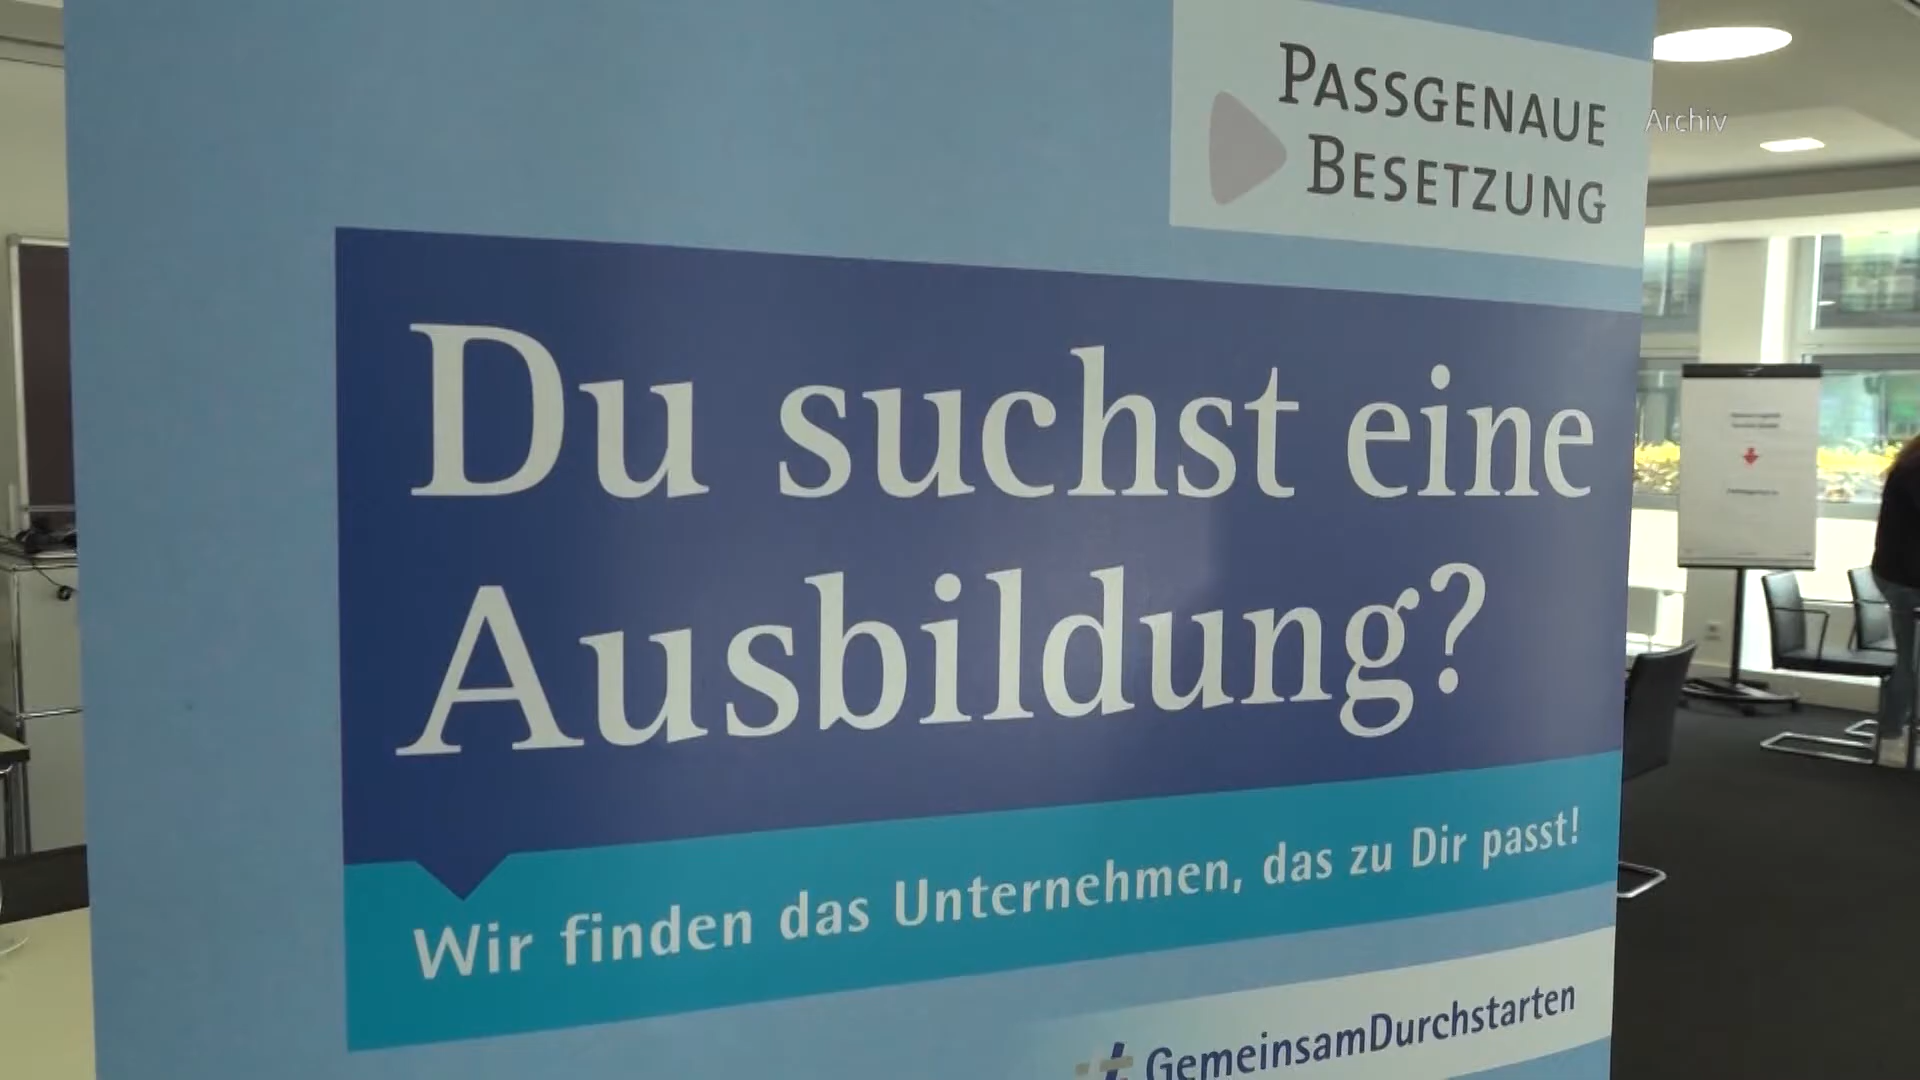 PASSGENAUE
BESETZUNG
Archiv
Du suchst eine
Ausbildung?
Wir finden das Unternehmen, das zu Dir passt!
GemeinsamDurchstarten